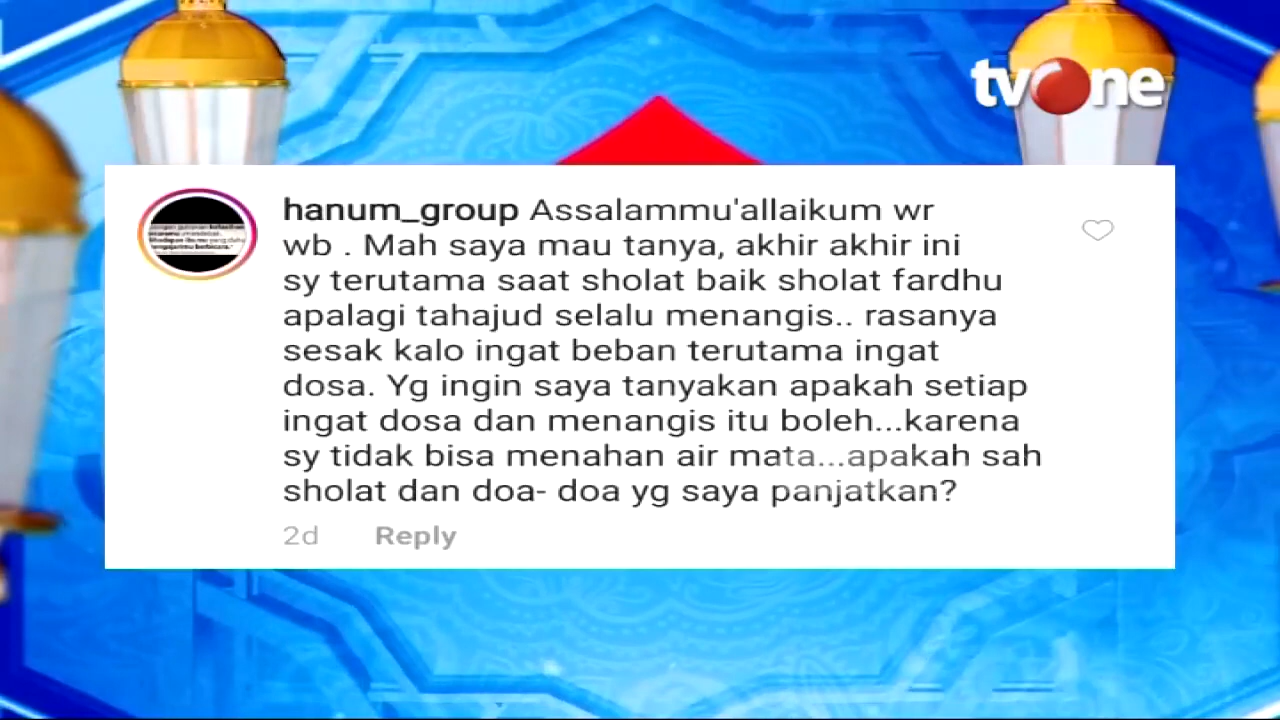 tvOne
hanum_group Assalammu'allaikum wr
wb . Mah saya mau tanya, akhir akhir ini
sy terutama saat sholat baik sholat fardhu
apalagi tahajud selalu menangis.. rasanya
sesak kalo ingat beban terutama ingat
dosa. Yg ingin saya tanyakan apakah setiap
ingat dosa dan menangis itu boleh...karena
sy tidak bisa menahan air mata...apakah sah
sholat dan doa- doa yg saya panjatkan?
2d Reply